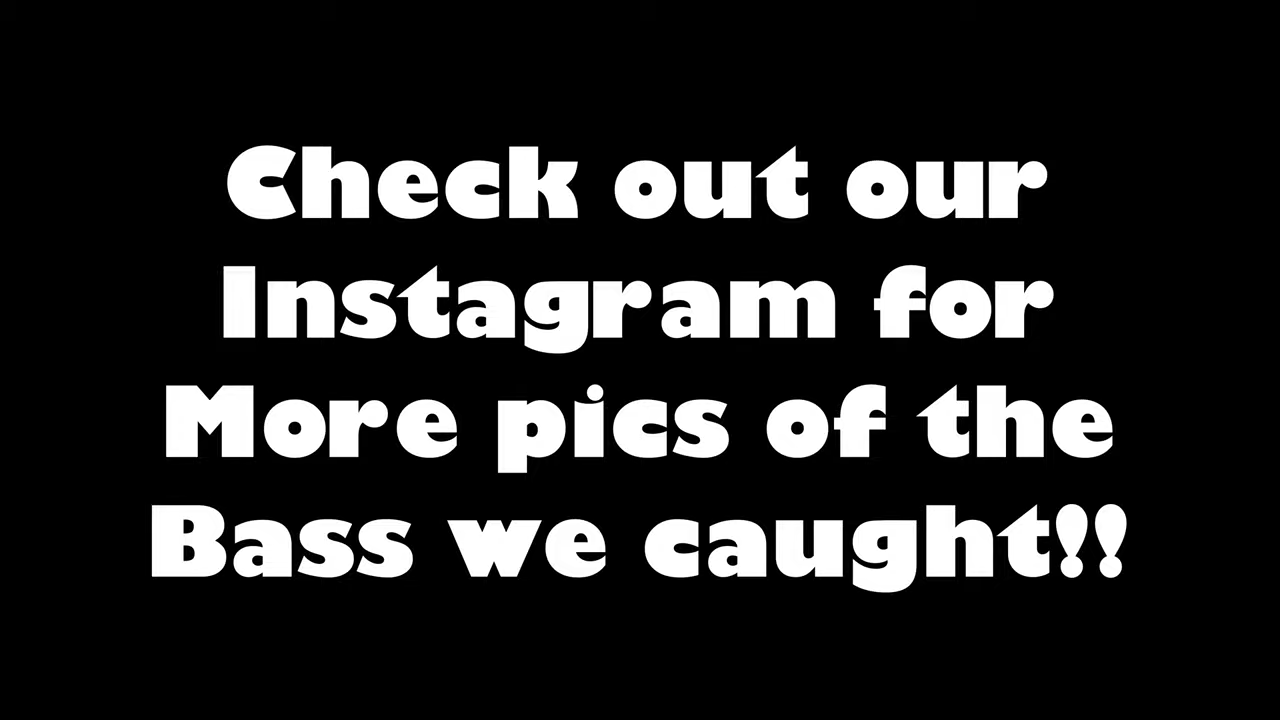 Check out our
Instagram for
More pics of the
Bass we caught!!